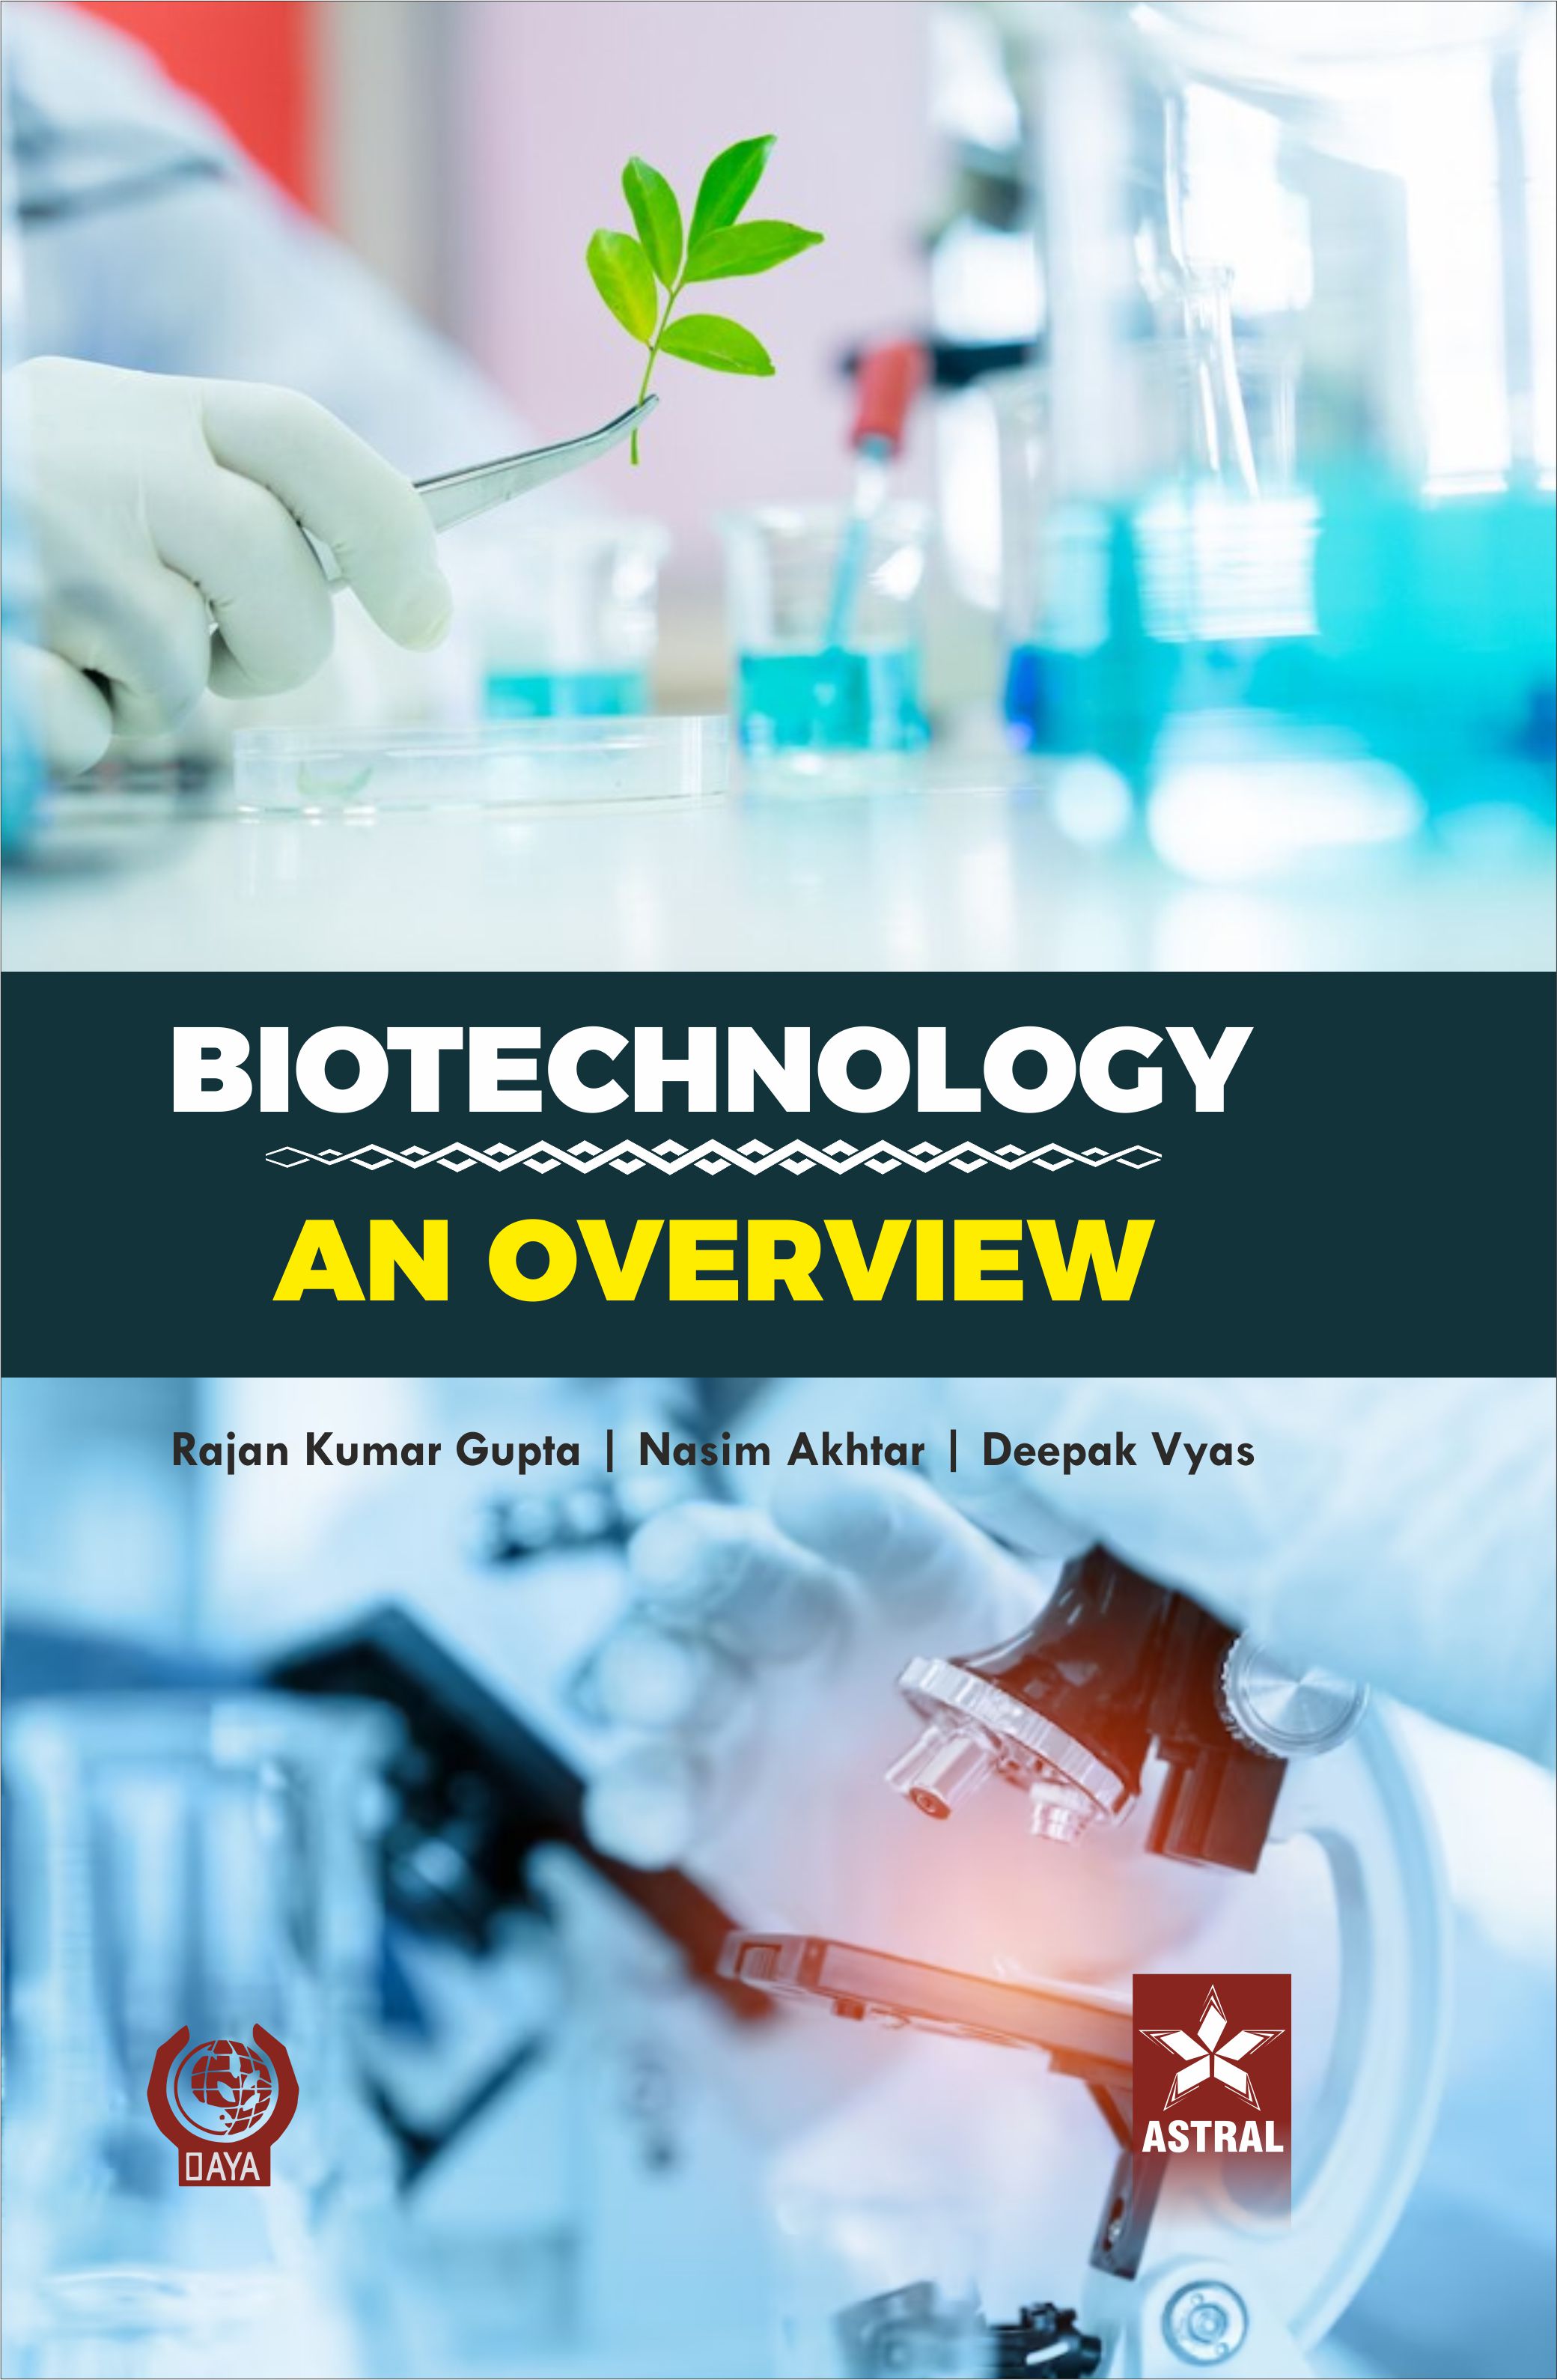 BIOTECHNOLOGY
AN OVERVIEW
Rajan Kumar Gupta | Nasim Akhtar | Deepak Vyas
DAYA
ASTRAL